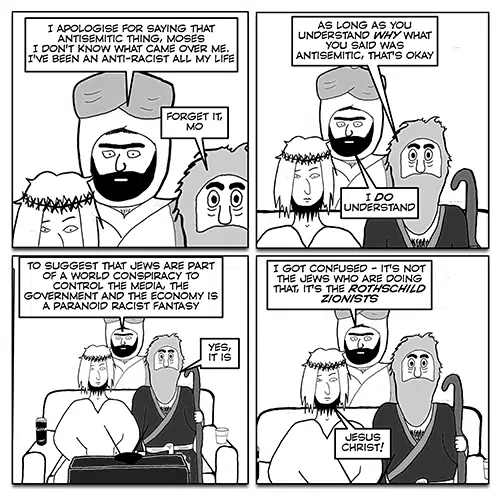 I APOLOGISE FOR SAYING THAT
ANTISEMITIC THING, MOSES
I DON'T KNOW WHAT CAME OVER ME.
I'VE BEEN AN ANTI-RACIST ALL MY LIFE
FORGET IT,
MO
AS LONG AS YOU
UNDERSTAND WHY WHAT
YOU SAID WAS
ANTISEMITIC, THAT'S OKAY
I DO
UNDERSTAND
TO SUGGEST THAT JEWS ARE PART
OF A WORLD CONSPIRACY TO
CONTROL THE MEDIA, THE
GOVERNMENT AND THE ECONOMY IS
A PARANOID RACIST FANTASY
YES,
IT IS
I GOT CONFUSED - IT'S NOT
THE JEWS WHO ARE DOING
THAT, IT'S THE ROTHSCHILD
ZIONISTS
JESUS
CHRIST!